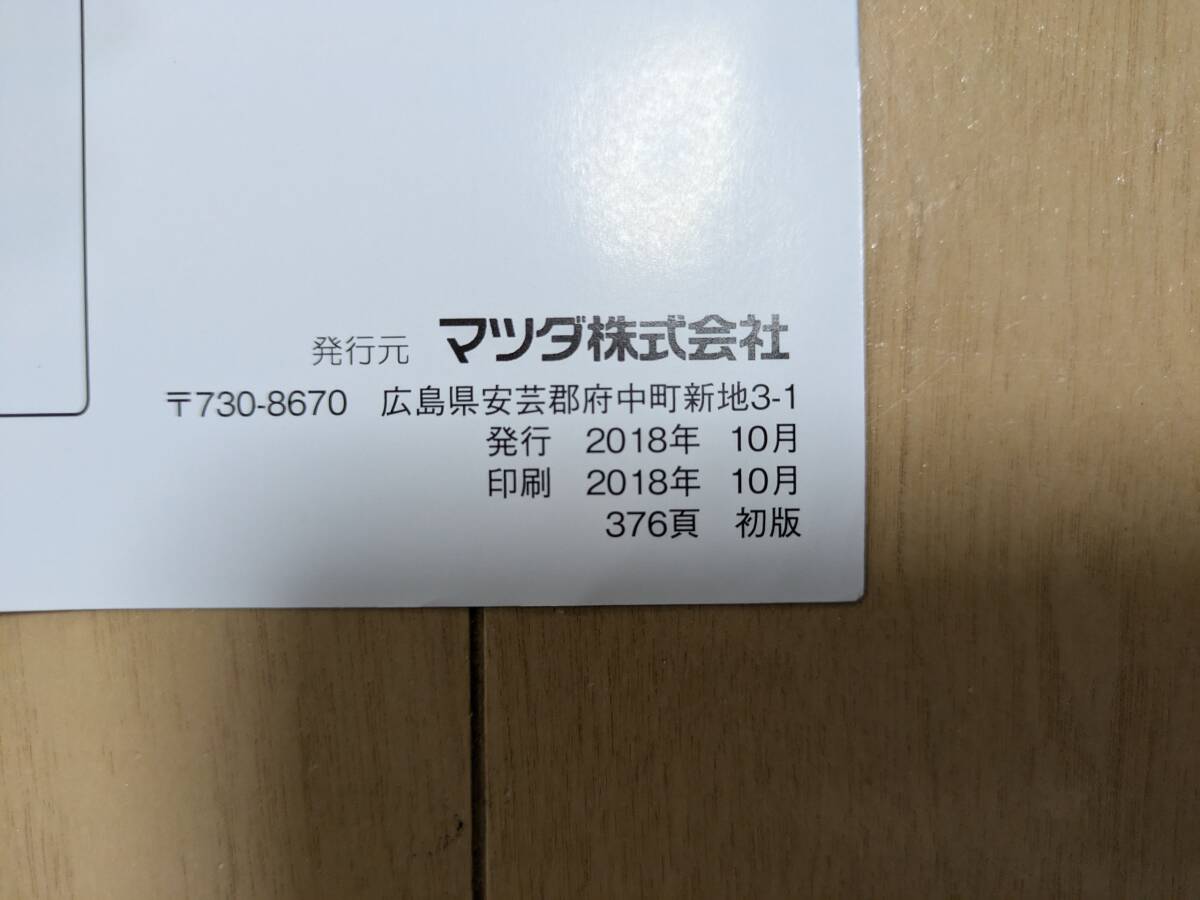 発行元 マツダ株式会社
〒730-8670 広島県安芸郡府中町新地3-1
発行 2018年 10月
印刷 2018年 10月
376頁 初版